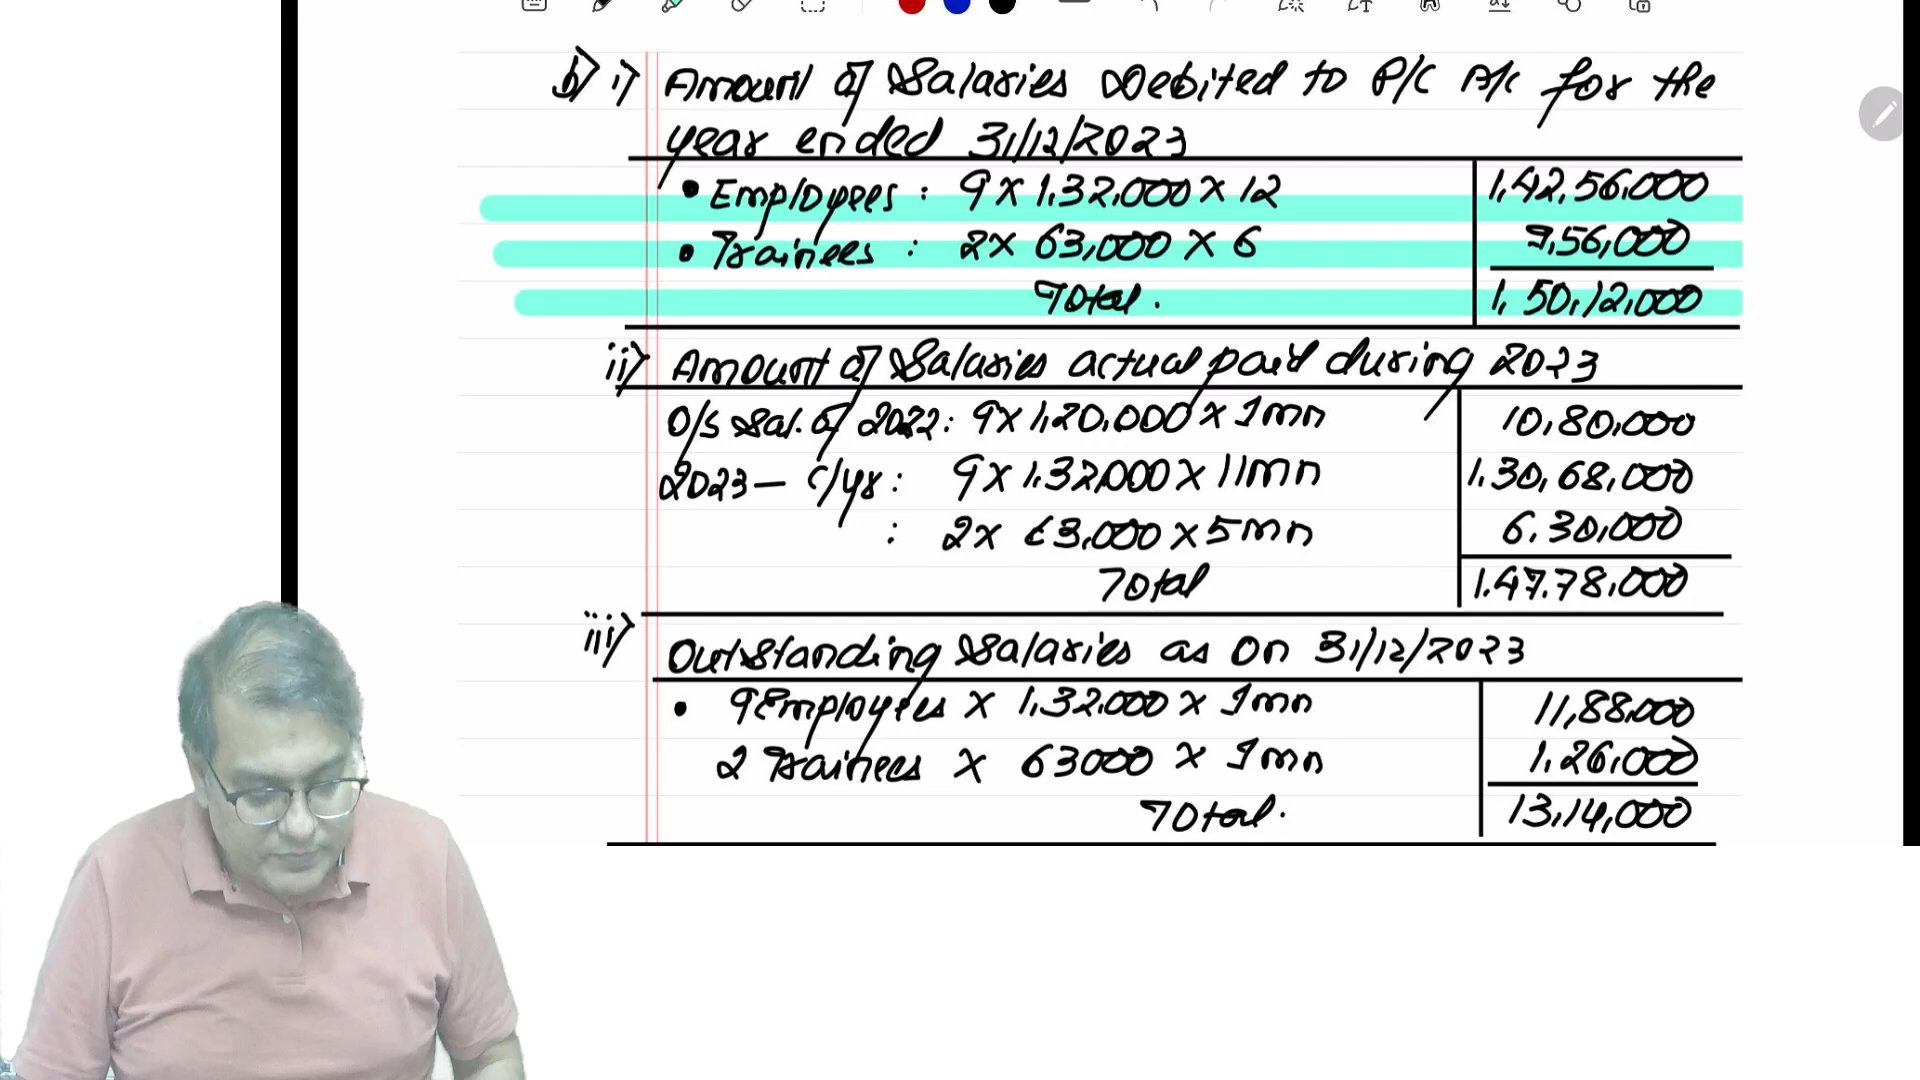 b) i) Amount of Salaries Debited to P/L A/c for the
year ended 31/12/2023
• Employees : 9 X 1,32,000 X 12 1,42,56,000
• Trainees : 2 X 63,000 X 6 7,56,000
Total. 1,50,12,000
ii) Amount of Salaries actual paid during 2023
O/S Sal. of 2022: 9 X 1,20,000 X 1mn 10,80,000
2023 — C/yr : 9 X 1.32,000 X 11mn 1.30,68,000
: 2 X 63,000 X 5mn 6.30,000
Total 1.47.78,000
iii) Outstanding Salaries as on 31/12/2023
• 9 Employees X 1,32.000 X 1mn 11,88,000
2 Trainees X 63000 X 1mn 1.26,000
Total. 13,14,000